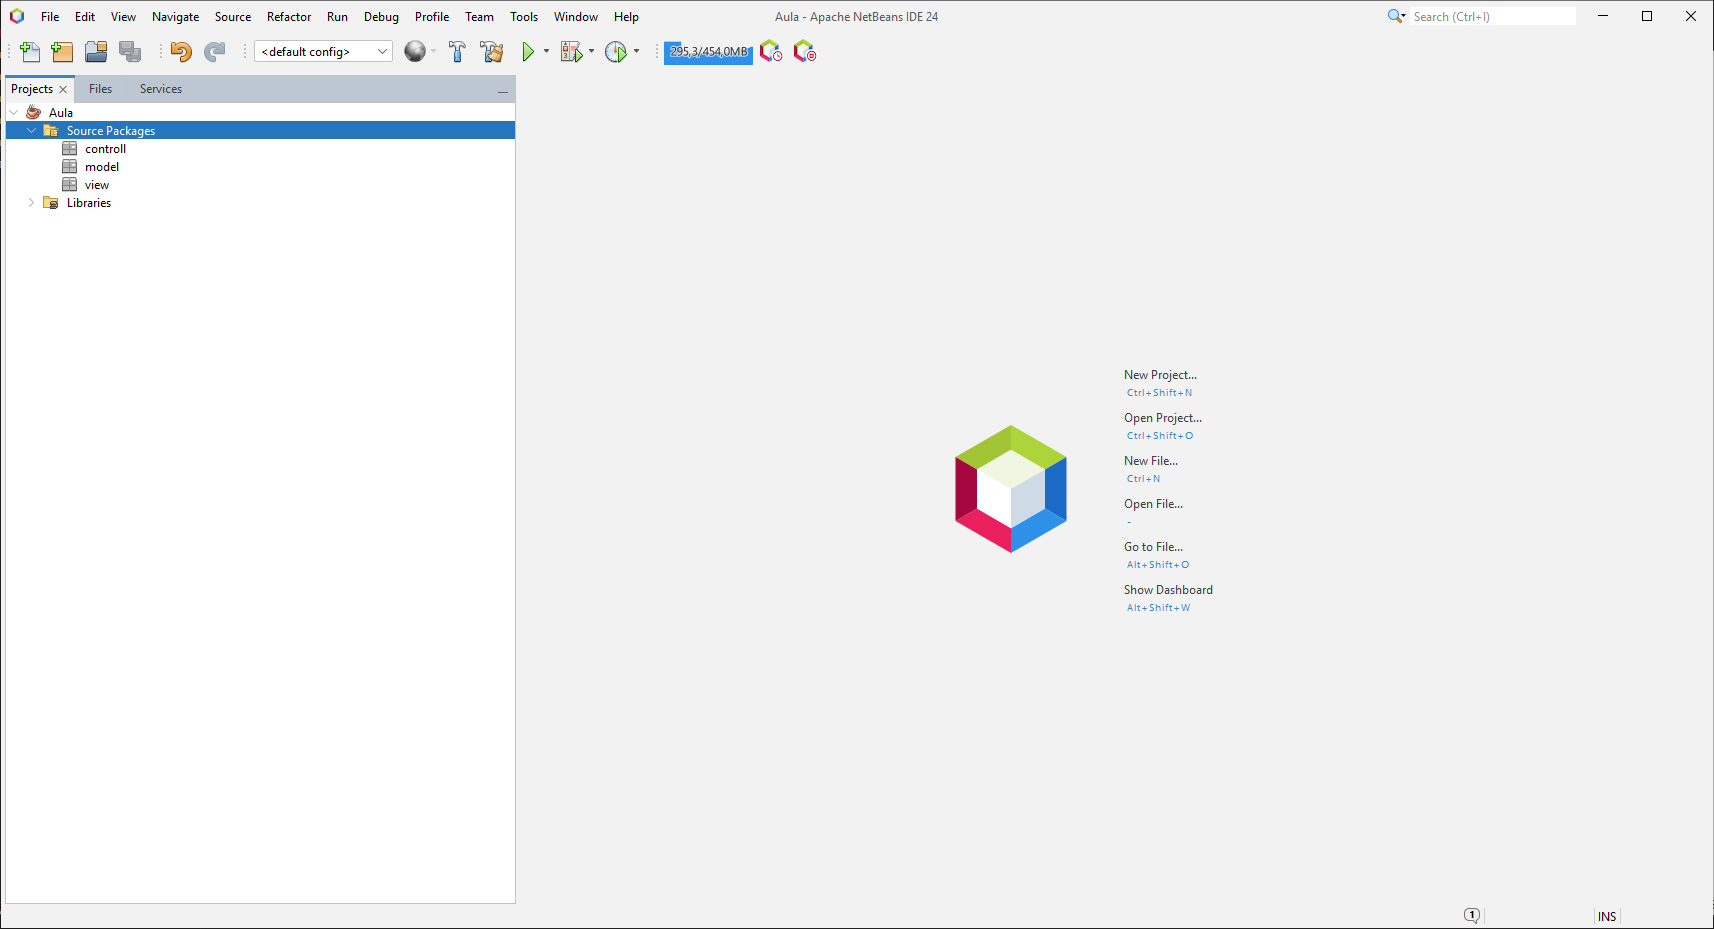 File Edit View Navigate Source Refactor Run Debug Profile Team Tools Window Help
Aula - Apache NetBeans IDE 24
Search (Ctrl+I)
<default config>
295,3/454,0MB
Projects
Files
Services
Aula
Source Packages
controll
model
view
Libraries
New Project...
Ctrl+Shift+N
Open Project...
Ctrl+Shift+O
New File...
Ctrl+N
Open File...
-
Go to File...
Alt+Shift+O
Show Dashboard
Alt+Shift+W
1
INS